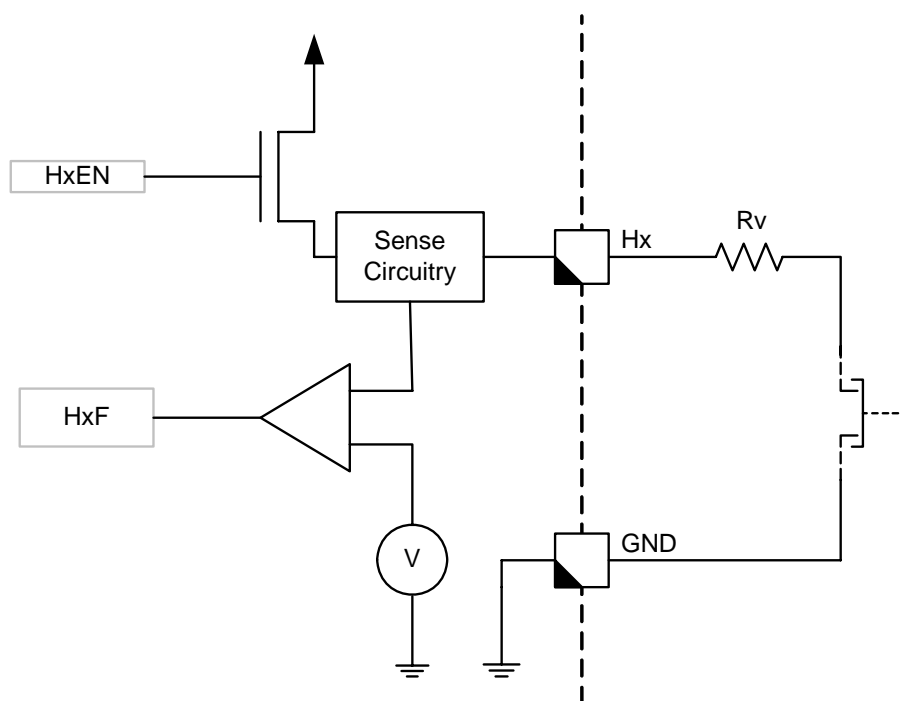 HxEN
Sense
Circuitry
Hx
Rv
HxF
GND
V